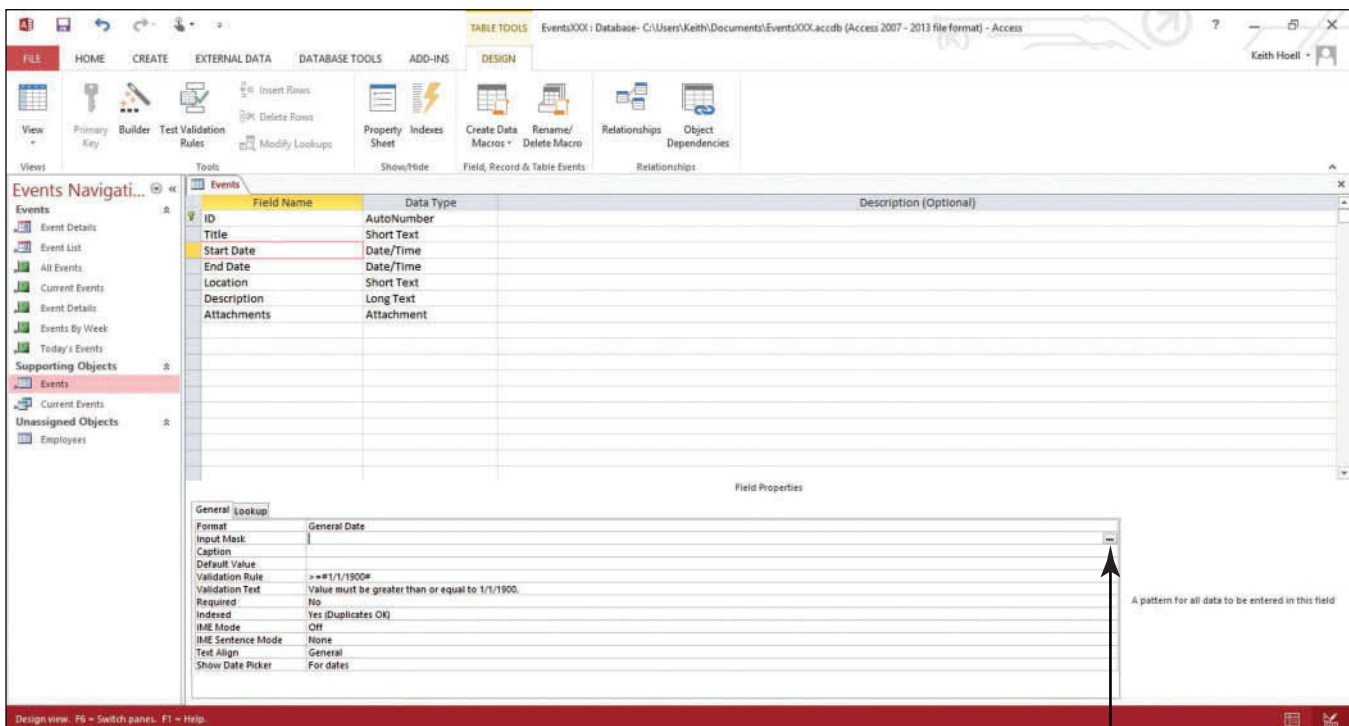 TABLE TOOLS EventsXXX : Database- C:\Users\Keith\Documents\EventsXXX.accdb (Access 2007 - 2013 file format) - Access ?
FILE HOME CREATE EXTERNAL DATA DATABASE TOOLS ADD-INS DESIGN Keith Hoell
View
Primary Key
Builder
Test Validation Rules
Insert Rows
Delete Rows
Modify Lookups
Property Sheet
Indexes
Create Data Macros
Rename/ Delete Macro
Relationships
Object Dependencies
Views Tools Show/Hide Field, Record & Table Events Relationships
Events Navigati...
Events
Event Details
Event List
All Events
Current Events
Event Details
Events By Week
Today's Events
Supporting Objects
Events
Current Events
Unassigned Objects
Employees
Events
Field Name Data Type Description (Optional)
ID AutoNumber
Title Short Text
Start Date Date/Time
End Date Date/Time
Location Short Text
Description Long Text
Attachments Attachment
Field Properties
General Lookup
Format General Date
Input Mask
Caption
Default Value
Validation Rule >=#1/1/1900#
Validation Text Value must be greater than or equal to 1/1/1900.
Required No
Indexed Yes (Duplicates OK)
IME Mode Off
IME Sentence Mode None
Text Align General
Show Date Picker For dates
A pattern for all data to be entered in this field
Design view. F6 = Switch panes. F1 = Help.